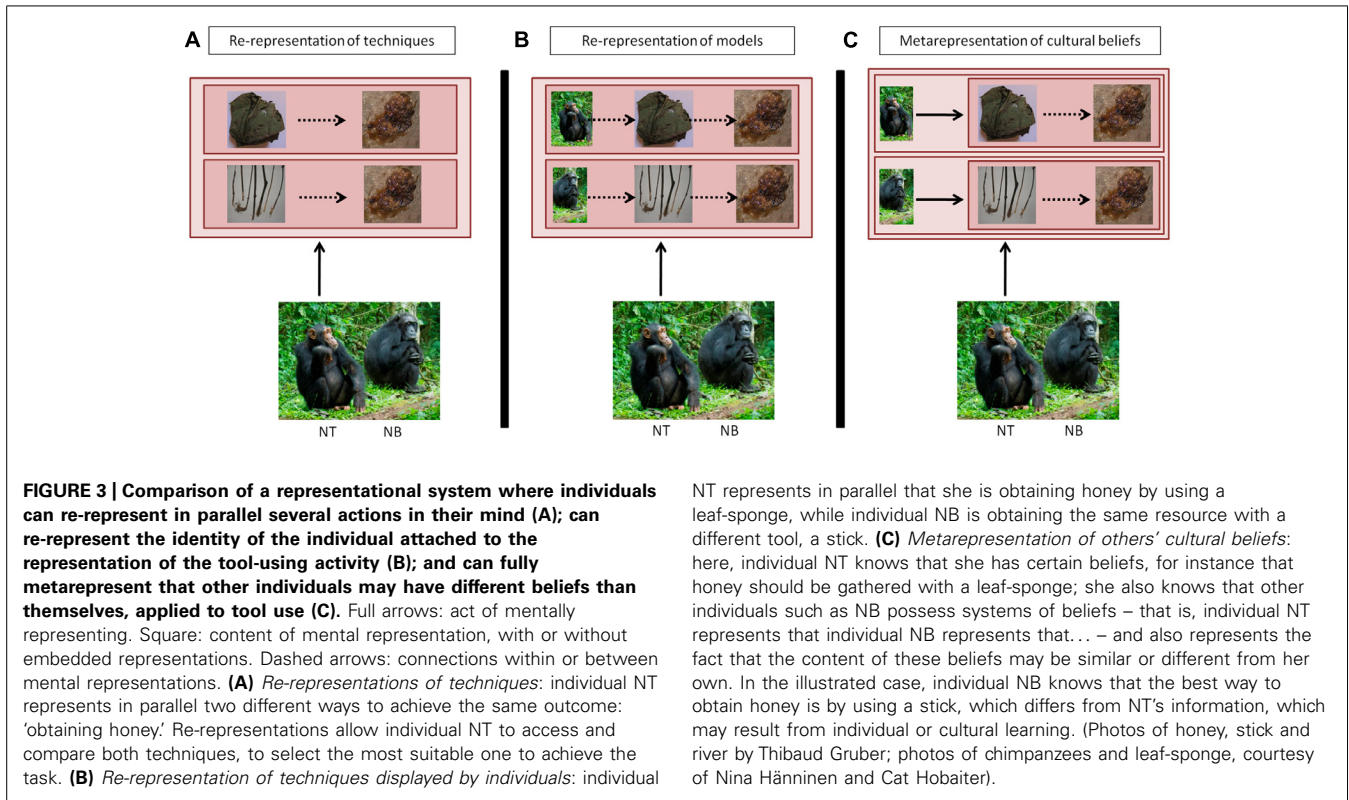 A Re-representation of techniques
B Re-representation of models
C Metarepresentation of cultural beliefs
NT NB
NT NB
NT NB
FIGURE 3 | Comparison of a representational system where individuals
can re-represent in parallel several actions in their mind (A); can
re-represent the identity of the individual attached to the
representation of the tool-using activity (B); and can fully
metarepresent that other individuals may have different beliefs than
themselves, applied to tool use (C). Full arrows: act of mentally
representing. Square: content of mental representation, with or without
embedded representations. Dashed arrows: connections within or between
mental representations. (A) Re-representations of techniques: individual NT
represents in parallel two different ways to achieve the same outcome:
‘obtaining honey.’ Re-representations allow individual NT to access and
compare both techniques, to select the most suitable one to achieve the
task. (B) Re-representation of techniques displayed by individuals: individual
NT represents in parallel that she is obtaining honey by using a
leaf-sponge, while individual NB is obtaining the same resource with a
different tool, a stick. (C) Metarepresentation of others’ cultural beliefs:
here, individual NT knows that she has certain beliefs, for instance that
honey should be gathered with a leaf-sponge; she also knows that other
individuals such as NB possess systems of beliefs – that is, individual NT
represents that individual NB represents that. . . – and also represents the
fact that the content of these beliefs may be similar or different from her
own. In the illustrated case, individual NB knows that the best way to
obtain honey is by using a stick, which differs from NT’s information, which
may result from individual or cultural learning. (Photos of honey, stick and
river by Thibaud Gruber; photos of chimpanzees and leaf-sponge, courtesy
of Nina Hänninen and Cat Hobaiter).